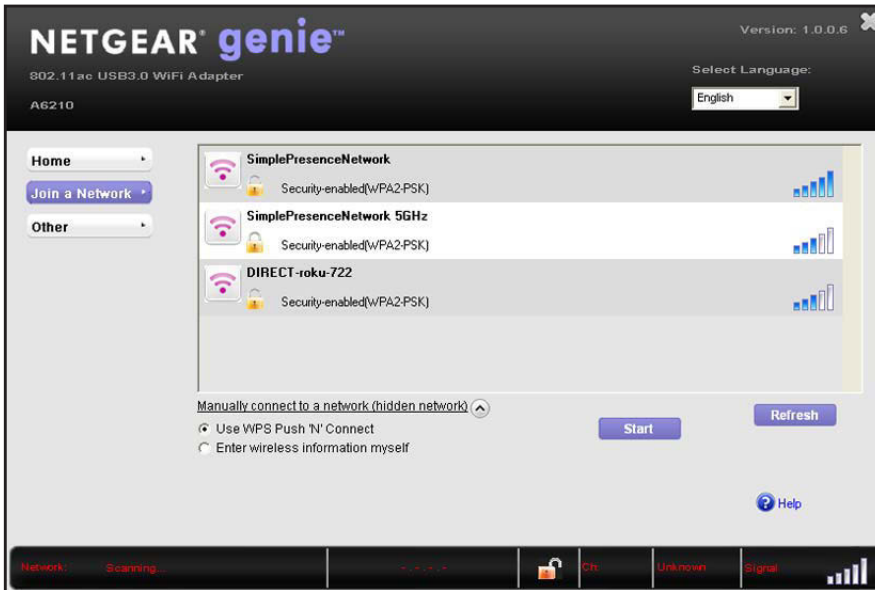 NETGEAR® genie™
Version: 1.0.0.6
802.11ac USB3.0 WiFi Adapter
Select Language:
A6210
English
Home
Join a Network
Other
SimplePresenceNetwork
Security-enabled(WPA2-PSK)
SimplePresenceNetwork 5GHz
Security-enabled(WPA2-PSK)
DIRECT-roku-722
Security-enabled(WPA2-PSK)
Manually connect to a network (hidden network)
Use WPS Push 'N' Connect
Enter wireless information myself
Start
Refresh
Help
Network: Scanning... -.-.-.- Ch: Unknown Signal